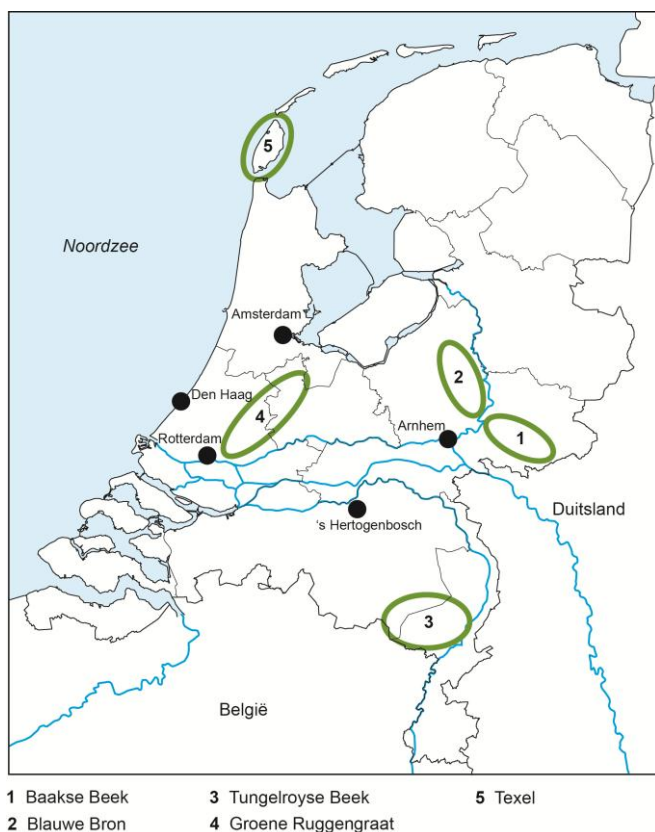 5
Noordzee
Amsterdam
2
Den Haag
4
Arnhem
1
Rotterdam
Duitsland
's Hertogenbosch
3
België
1 Baakse Beek
3 Tungelroyse Beek
5 Texel
2 Blauwe Bron
4 Groene Ruggengraat